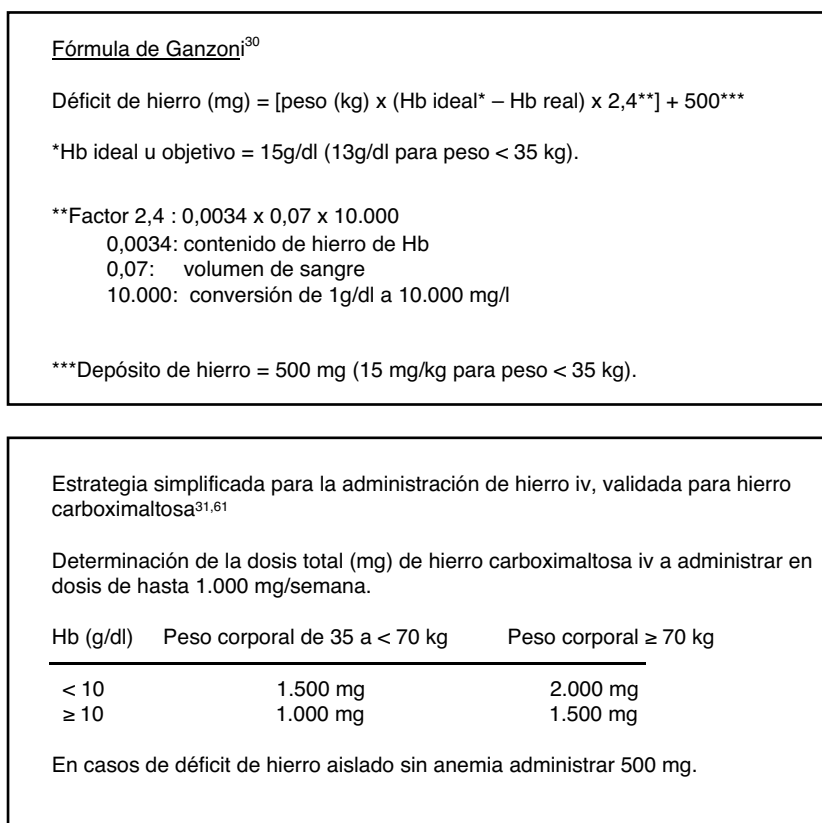 Fórmula de Ganzoni30
Déficit de hierro (mg) = [peso (kg) x (Hb ideal* – Hb real) x 2,4**] + 500***
*Hb ideal u objetivo = 15g/dl (13g/dl para peso < 35 kg).
**Factor 2,4 : 0,0034 x 0,07 x 10.000
0,0034: contenido de hierro de Hb
0,07: volumen de sangre
10.000: conversión de 1g/dl a 10.000 mg/l
***Depósito de hierro = 500 mg (15 mg/kg para peso < 35 kg).
Estrategia simplificada para la administración de hierro iv, validada para hierro
carboximaltosa31,61
Determinación de la dosis total (mg) de hierro carboximaltosa iv a administrar en
dosis de hasta 1.000 mg/semana.
Hb (g/dl) Peso corporal de 35 a < 70 kg Peso corporal ≥ 70 kg
< 10 1.500 mg 2.000 mg
≥ 10 1.000 mg 1.500 mg
En casos de déficit de hierro aislado sin anemia administrar 500 mg.